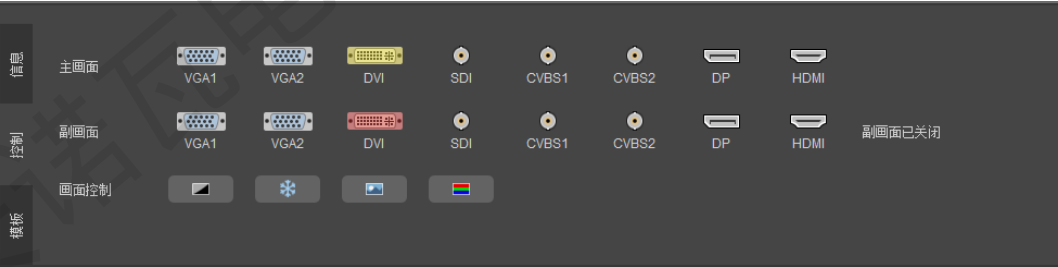 信息
主画面
VGA1 VGA2 DVI SDI CVBS1 CVBS2 DP HDMI
控制
副画面
副画面已关闭
VGA1 VGA2 DVI SDI CVBS1 CVBS2 DP HDMI
画面控制
模板